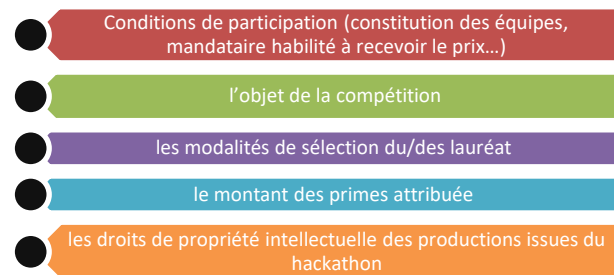 Conditions de participation (constitution des équipes,
mandataire habilité à recevoir le prix…)
l’objet de la compétition
les modalités de sélection du/des lauréat
le montant des primes attribuée
les droits de propriété intellectuelle des productions issues du
hackathon